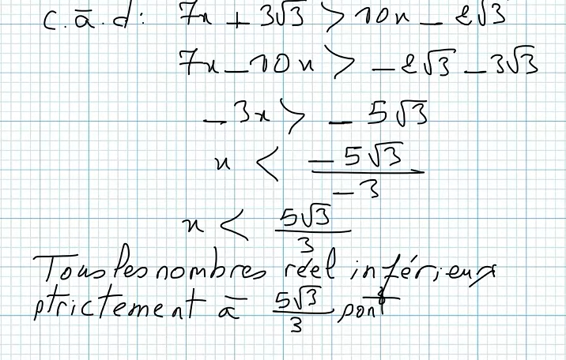 c.ā.d: 7x + 3√3 > 10x - 2√3
7x - 10x > -2√3 - 3√3
-3x > -5√3
x < -5√3/-3
x < 5√3/3
Tous les nombres réel inférieux
strictement ā 5√3/3 sont